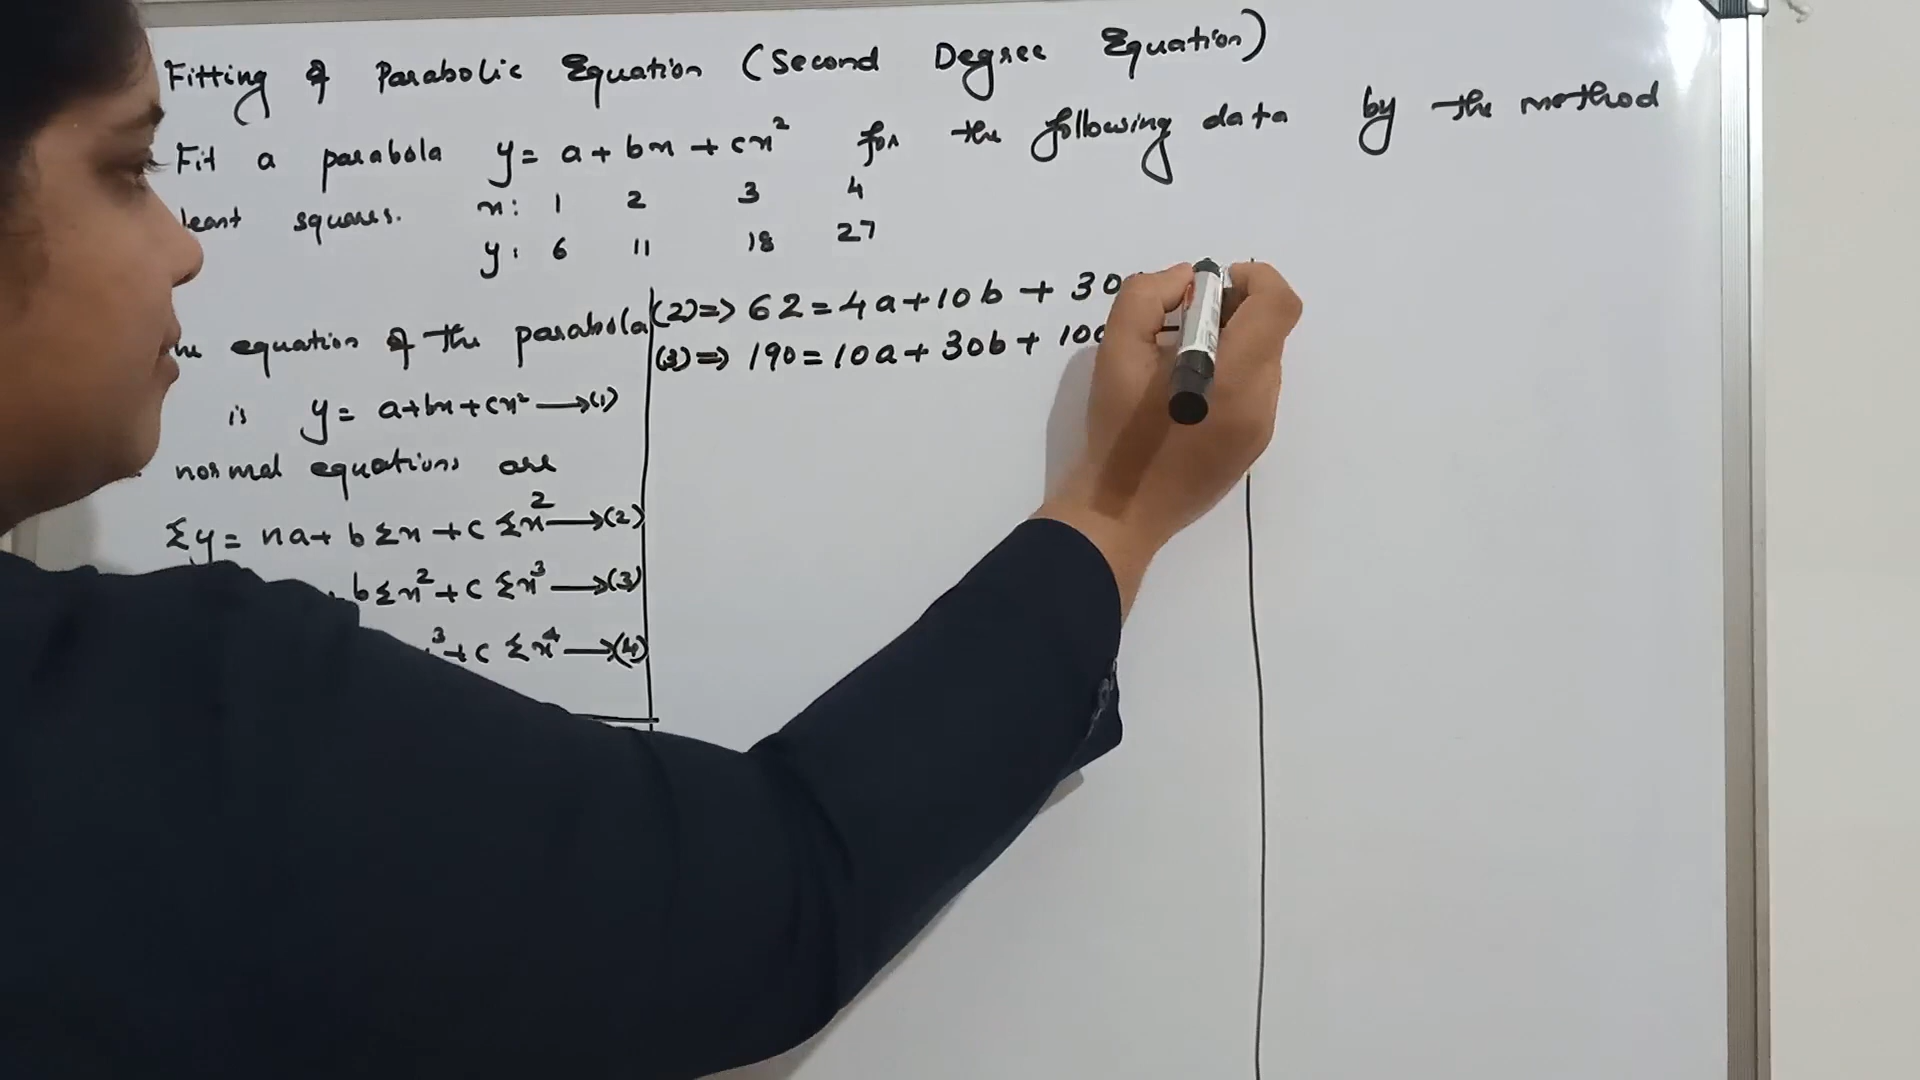 Fitting of Parabolic Equation (Second Degree Equation)
Fit a parabola y = a + bx + cx² for the following data by the method
least squares. x: 1 2 3 4
y: 6 11 18 27
equation of the parabola
is y = a+bx+cx² →(1)
normal equations are
Σy = na+ bΣx + c Σx² →(2)
bΣx² + c Σx³ →(3)
³+c Σx⁴ →(4)
(2)=> 62 = 4a+10b + 30
(3)=> 190 = 10a + 30b + 100